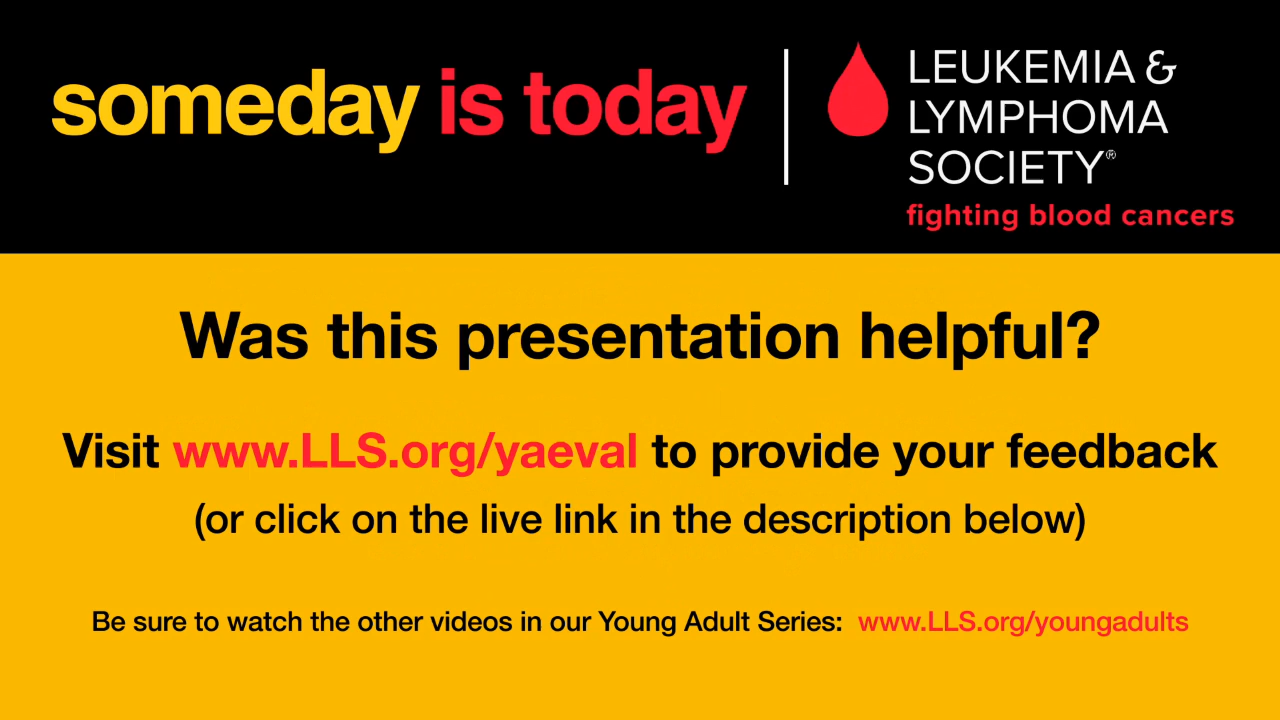 someday is today
LEUKEMIA &
LYMPHOMA
SOCIETY®
fighting blood cancers
Was this presentation helpful?
Visit www.LLS.org/yaeval to provide your feedback
(or click on the live link in the description below)
Be sure to watch the other videos in our Young Adult Series: www.LLS.org/youngadults